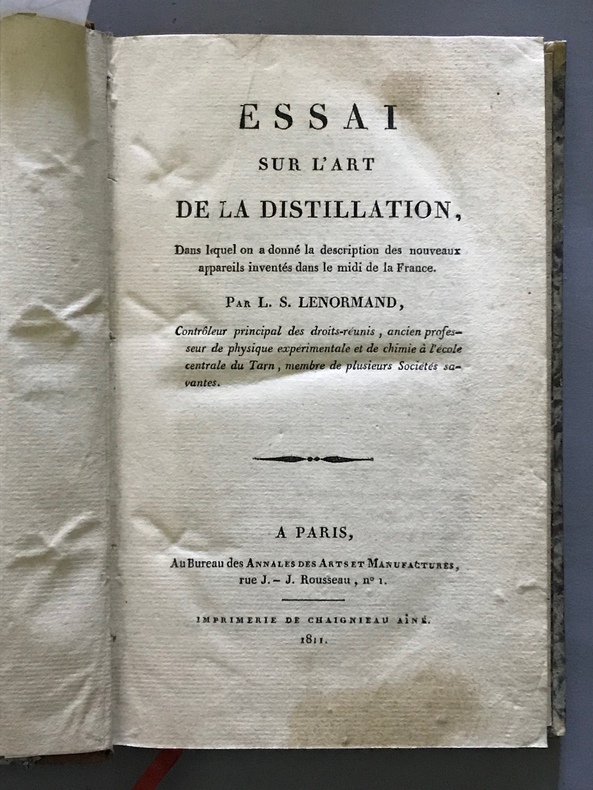 ESSAI
SUR L'ART
DE LA DISTILLATION,
Dans lequel on a donné la description des nouveaux
appareils inventés dans le midi de la France.
PAR L. S. LENORMAND,
Contrôleur principal des droits-réunis, ancien profes-
seur de physique expérimentale et de chimie à l'école
centrale du Tarn, membre de plusieurs Sociétés sa-
vantes.
A PARIS,
Au Bureau des ANNALES DES ARTS ET MANUFACTURES,
rue J.-J. Rousseau, nº 1.
IMPRIMERIE DE CHAIGNIEAU AÎNÉ.
1811.